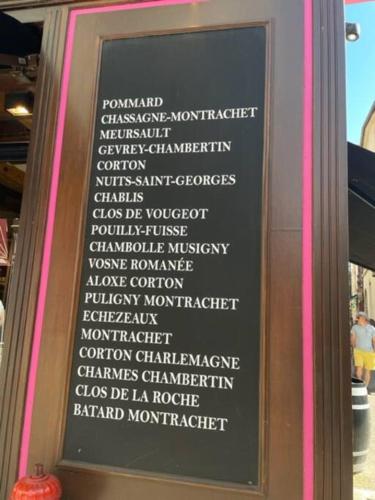 POMMARD
CHASSAGNE-MONTRACHET
MEURSAULT
GEVREY-CHAMBERTIN
CORTON
NUITS-SAINT-GEORGES
CHABLIS
CLOS DE VOUGEOT
POUILLY-FUISSE
CHAMBOLLE MUSIGNY
VOSNE ROMANÉE
ALOXE CORTON
PULIGNY MONTRACHET
ECHEZEAUX
MONTRACHET
CORTON CHARLEMAGNE
CHARMES CHAMBERTIN
CLOS DE LA ROCHE
BATARD MONTRACHET